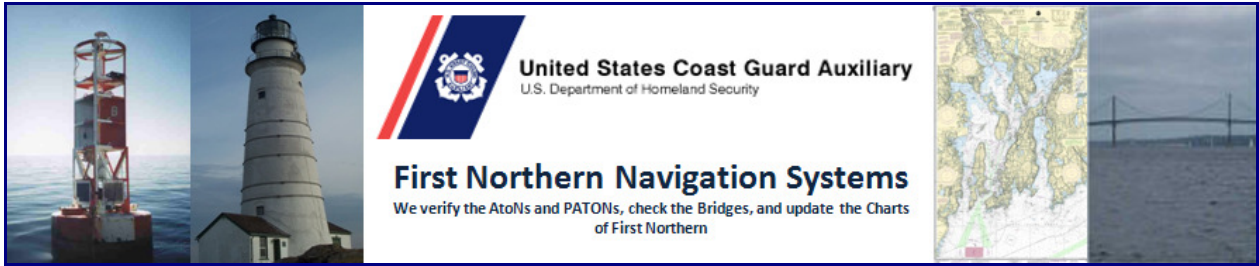 United States Coast Guard Auxiliary
U.S. Department of Homeland Security
First Northern Navigation Systems
We verify the AtoNs and PATONs, check the Bridges, and update the Charts
of First Northern